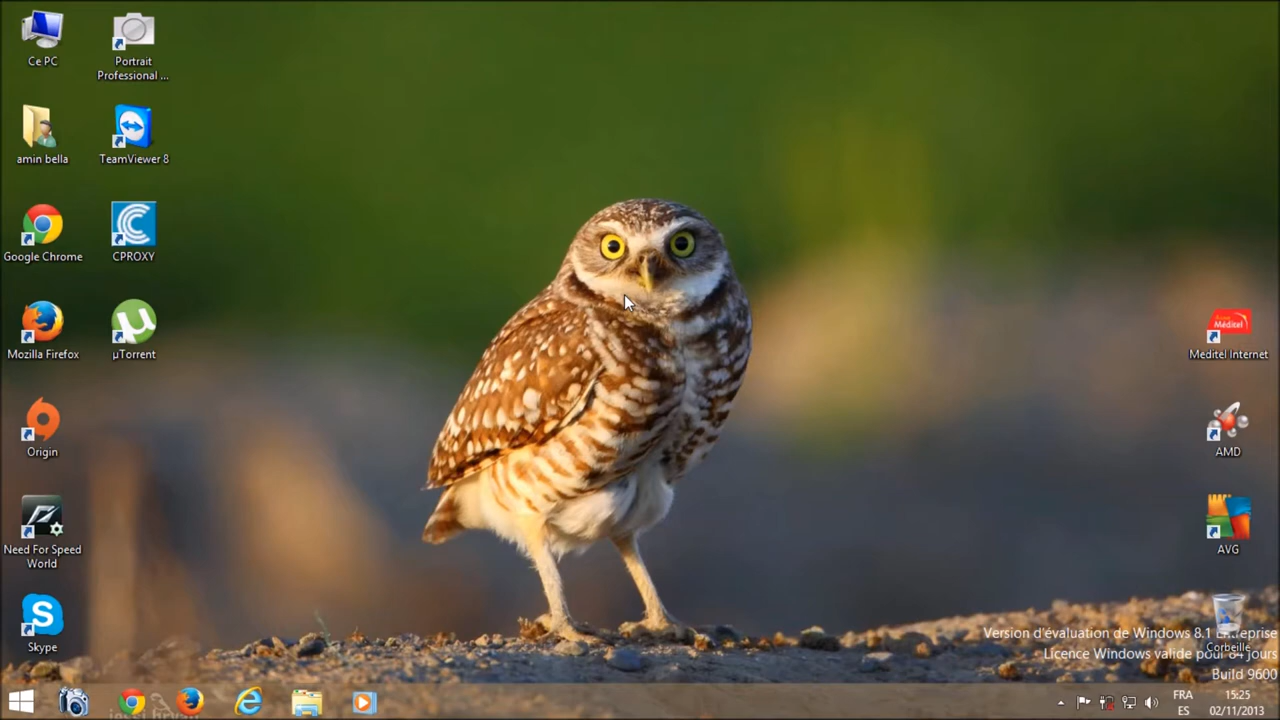 Ce PC
Portrait
Professional ...
amin bella
TeamViewer 8
Google Chrome
CPROXY
Mozilla Firefox
µTorrent
Origin
Need For Speed
World
Skype
Méditel
Meditel Internet
AMD
AVG
Version d'évaluation de Windows 8.1
Corbeille
Licence Windows valide pour 84 jours
Build 9600
FRA
ES
15:25
02/11/2013